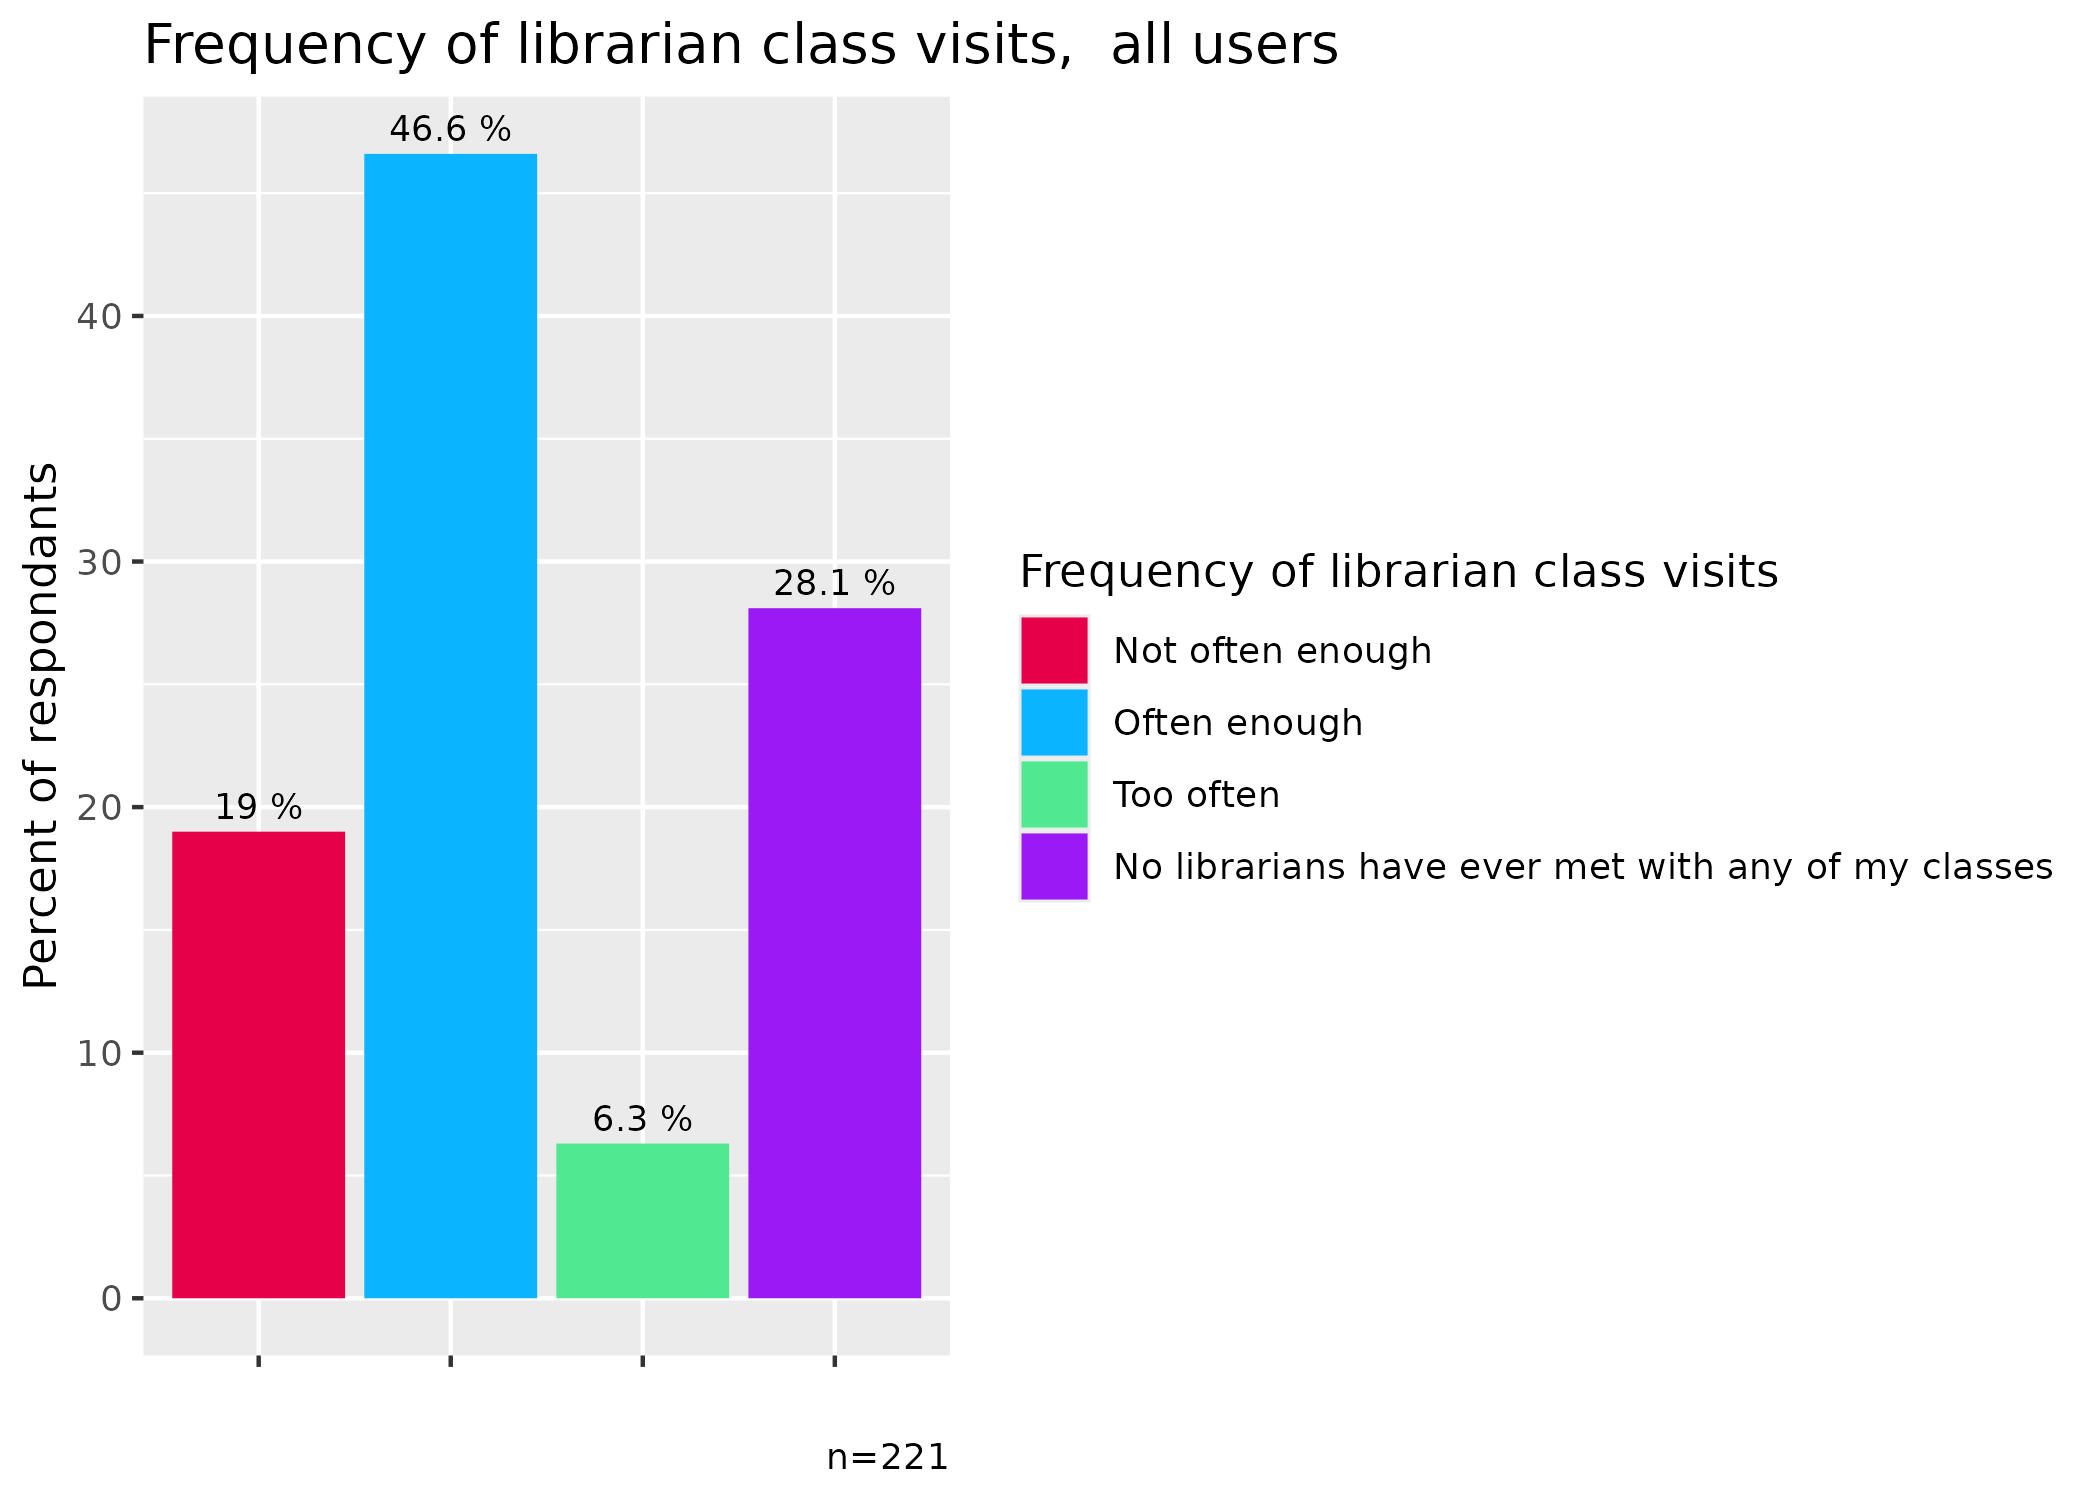 Frequency of librarian class visits,  all users
Percent of respondants
40
30
20
10
0
19 %
46.6 %
6.3 %
28.1 %
n=221
Frequency of librarian class visits
Not often enough
Often enough
Too often
No librarians have ever met with any of my classes